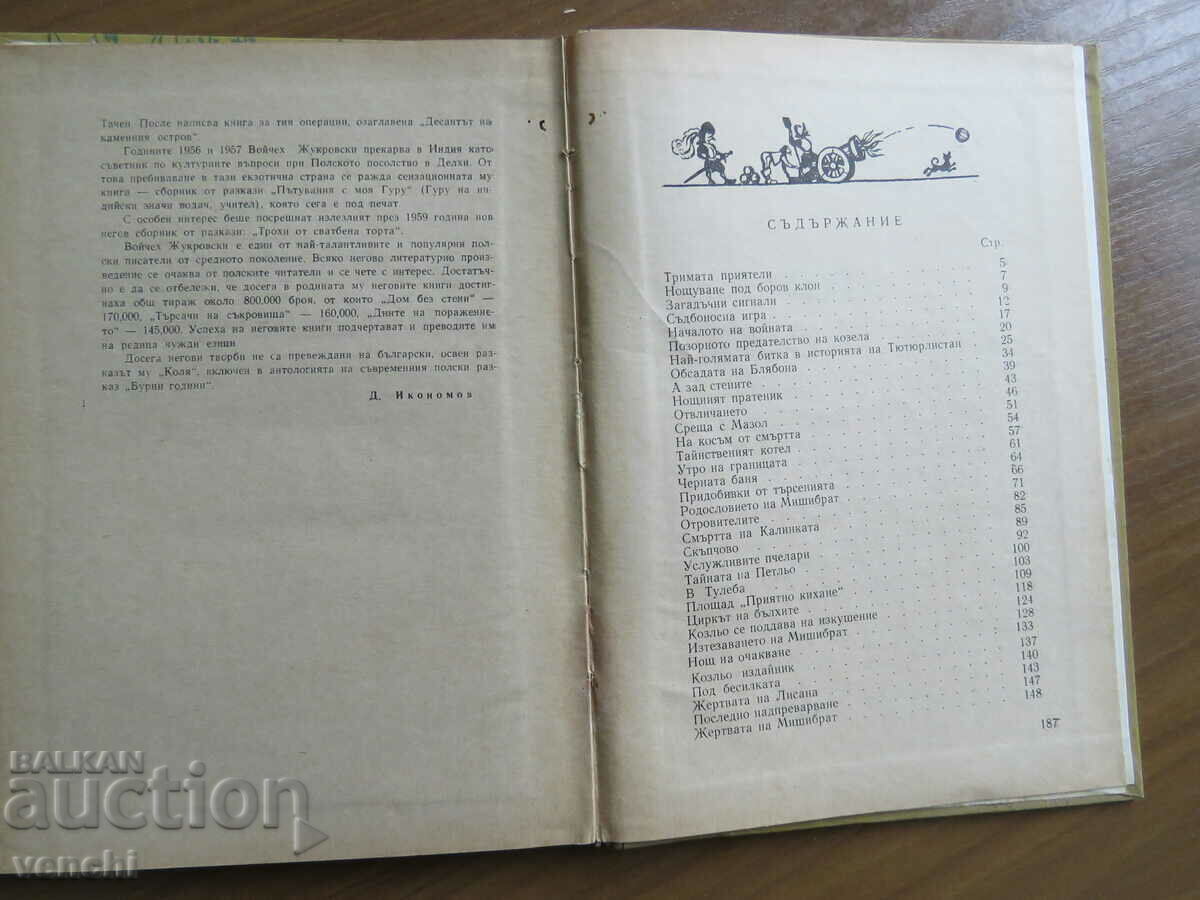 Тачен. После написва книга за тия операции, озаглавена „Десантът на
каменния остров“.
Годините 1956 и 1957 Войчех Жукровски прекарва в Индия като
съветник по културните въпроси при Полското посолство в Делхи. От
това пребиваване в тази екзотична страна се ражда сензационната му
книга — сборник от разкази „Пътувания с моя Гуру“ (Гуру на ин-
дийски значи водач, учител), която сега е под печат
С особен интерес беше посрещнат излезлият през 1959 година нов
негов сборник от разкази: „Трохи от сватбена торта“.
Войчех Жукровски е един от най-талантливите и популярни пол-
ски писатели от средното поколение. Всяко негово литературно произ-
ведение се очаква от полските читатели и се чете с интерес. Достатъч-
но е да се отбележи, че досега в родината му неговите книги достиг-
наха общ тираж около 800.000 броя, от които „Дом без стени“ —
170,000, „Търсачи на съкровища“ — 160,000, „Дните на поражение-
то“ — 145,000. Успеха на неговите книги подчертават и преводите им
на редица чужди езици
Досега негови творби не са превеждани на български, освен раз-
казът му „Коля“, включен в антологията на съвременния полски раз-
каз „Бурни години“.
Д. Икономов
СЪДЪРЖАНИЕ
Стр.
Тримата приятели . . . 5
Нощуване под боров клон . . . 7
Загадъчни сигнали . . . 9
Съдбоносна игра . . . 12
Началото на войната . . . 17
Позорното предателство на козела . . . 20
Най-голямата битка в историята на Тютюрлистан . . . 25
Обсадата на Блябона . . . 34
А зад стените . . . 39
Нощният пратеник . . . 43
Отвличането . . . 46
Среща с Мазол . . . 51
На косъм от смъртта . . . 54
Тайнственият котел . . . 57
Утро на границата . . . 61
Черната баня . . . 64
Придобивки от търсенията . . . 66
Родословието на Мишибрат . . . 71
Отровителите . . . 82
Смъртта на Калинката . . . 85
Скъпчово . . . 89
Услужливите пчелари . . . 92
Тайната на Петльо . . . 100
В Тулеба . . . 103
Площад „Приятно кихане“ . . . 109
Циркът на бълхите . . . 118
Козльо се поддава на изкушение . . . 124
Изтезаването на Мишибрат . . . 128
Нощ на очакване . . . 133
Козльо издайник . . . 137
Под бесилката . . . 140
Жертвата на Лисана . . . 143
Последно надпреварване . . . 147
Жертвата на Мишибрат . . . 148
187
BALKAN
auction
venchi